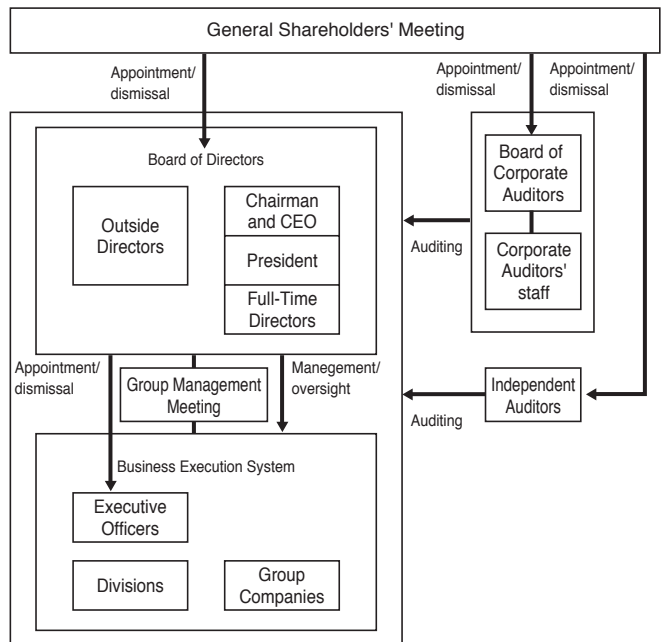 General Shareholders' Meeting
Appointment/
dismissal
Appointment/
dismissal
Appointment/
dismissal
Board of Directors
Outside
Directors
Chairman
and CEO
President
Full-Time
Directors
Board of
Corporate
Auditors
Corporate
Auditors'
staff
Auditing
Appointment/
dismissal
Group Management
Meeting
Manegement/
oversight
Independent
Auditors
Auditing
Business Execution System
Executive
Officers
Divisions
Group
Companies